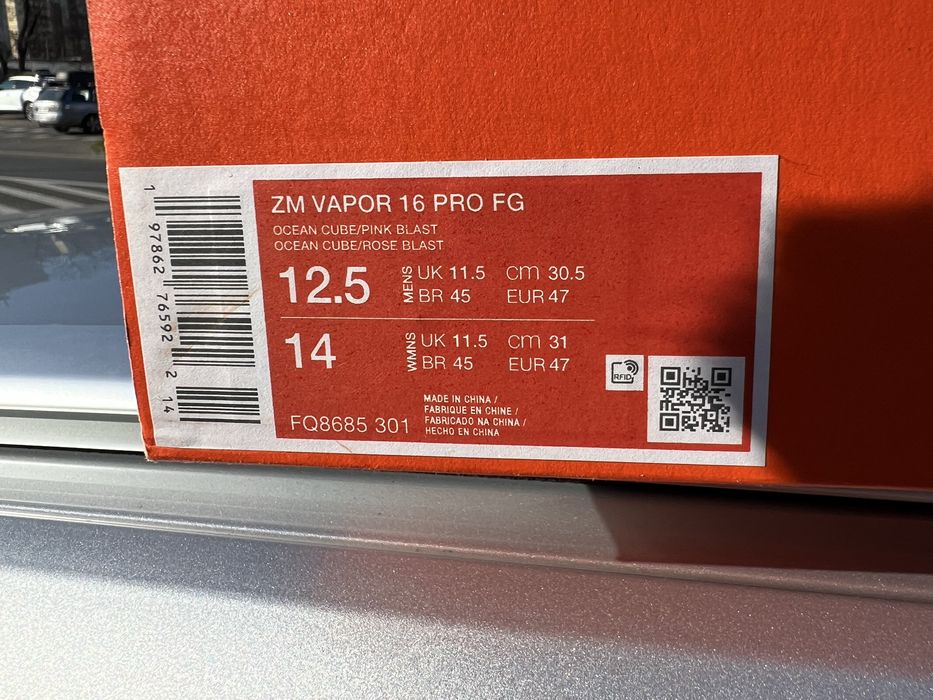 ZM VAPOR 16 PRO FG
OCEAN CUBE/PINK BLAST
OCEAN CUBE/ROSE BLAST
12.5 MENS UK 11.5 cm 30.5
BR 45 EUR 47
14 WMNS UK 11.5 cm 31
BR 45 EUR 47
FQ8685 301
MADE IN CHINA /
FABRIQUE EN CHINE /
FABRICADO NA CHINA /
HECHO EN CHINA
RFID
1 97862 76592 2 14